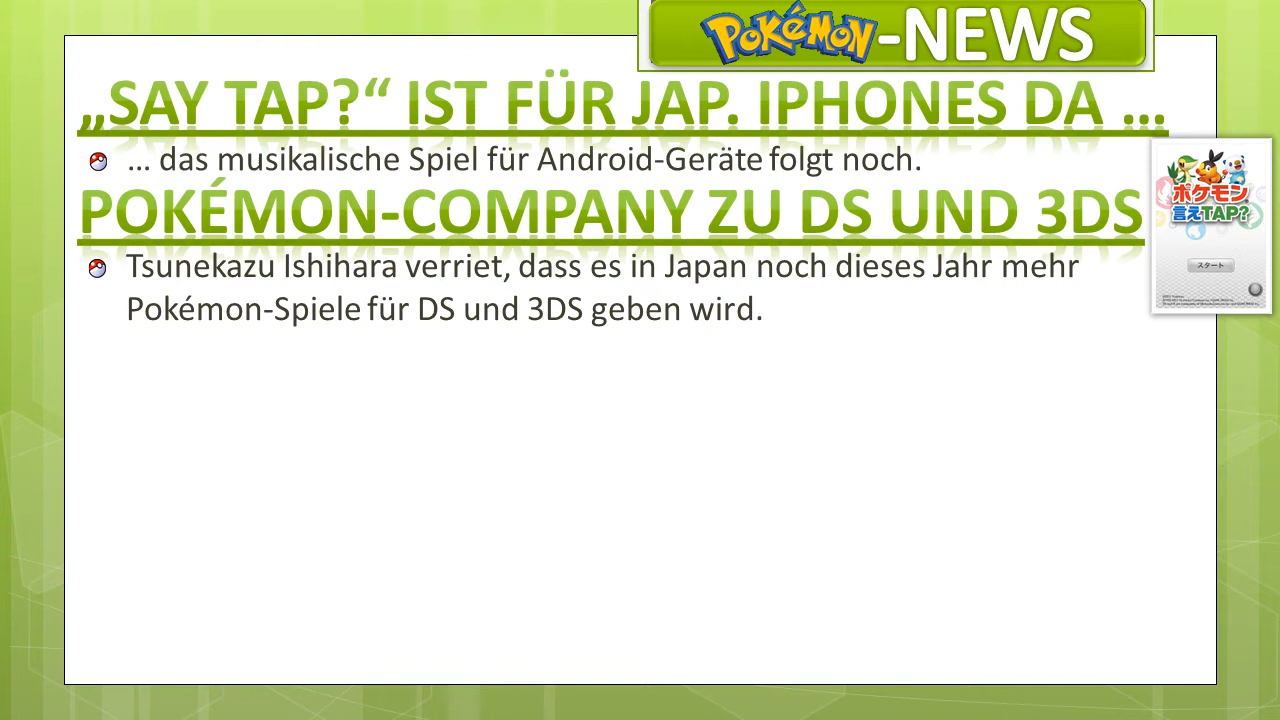 POKéMON-NEWS
„SAY TAP?“ IST FÜR JAP. IPHONES DA …
… das musikalische Spiel für Android-Geräte folgt noch.
POKÉMON-COMPANY ZU DS UND 3DS
Tsunekazu Ishihara verriet, dass es in Japan noch dieses Jahr mehr
Pokémon-Spiele für DS und 3DS geben wird.
ポケモン
言えTAP?
スタート